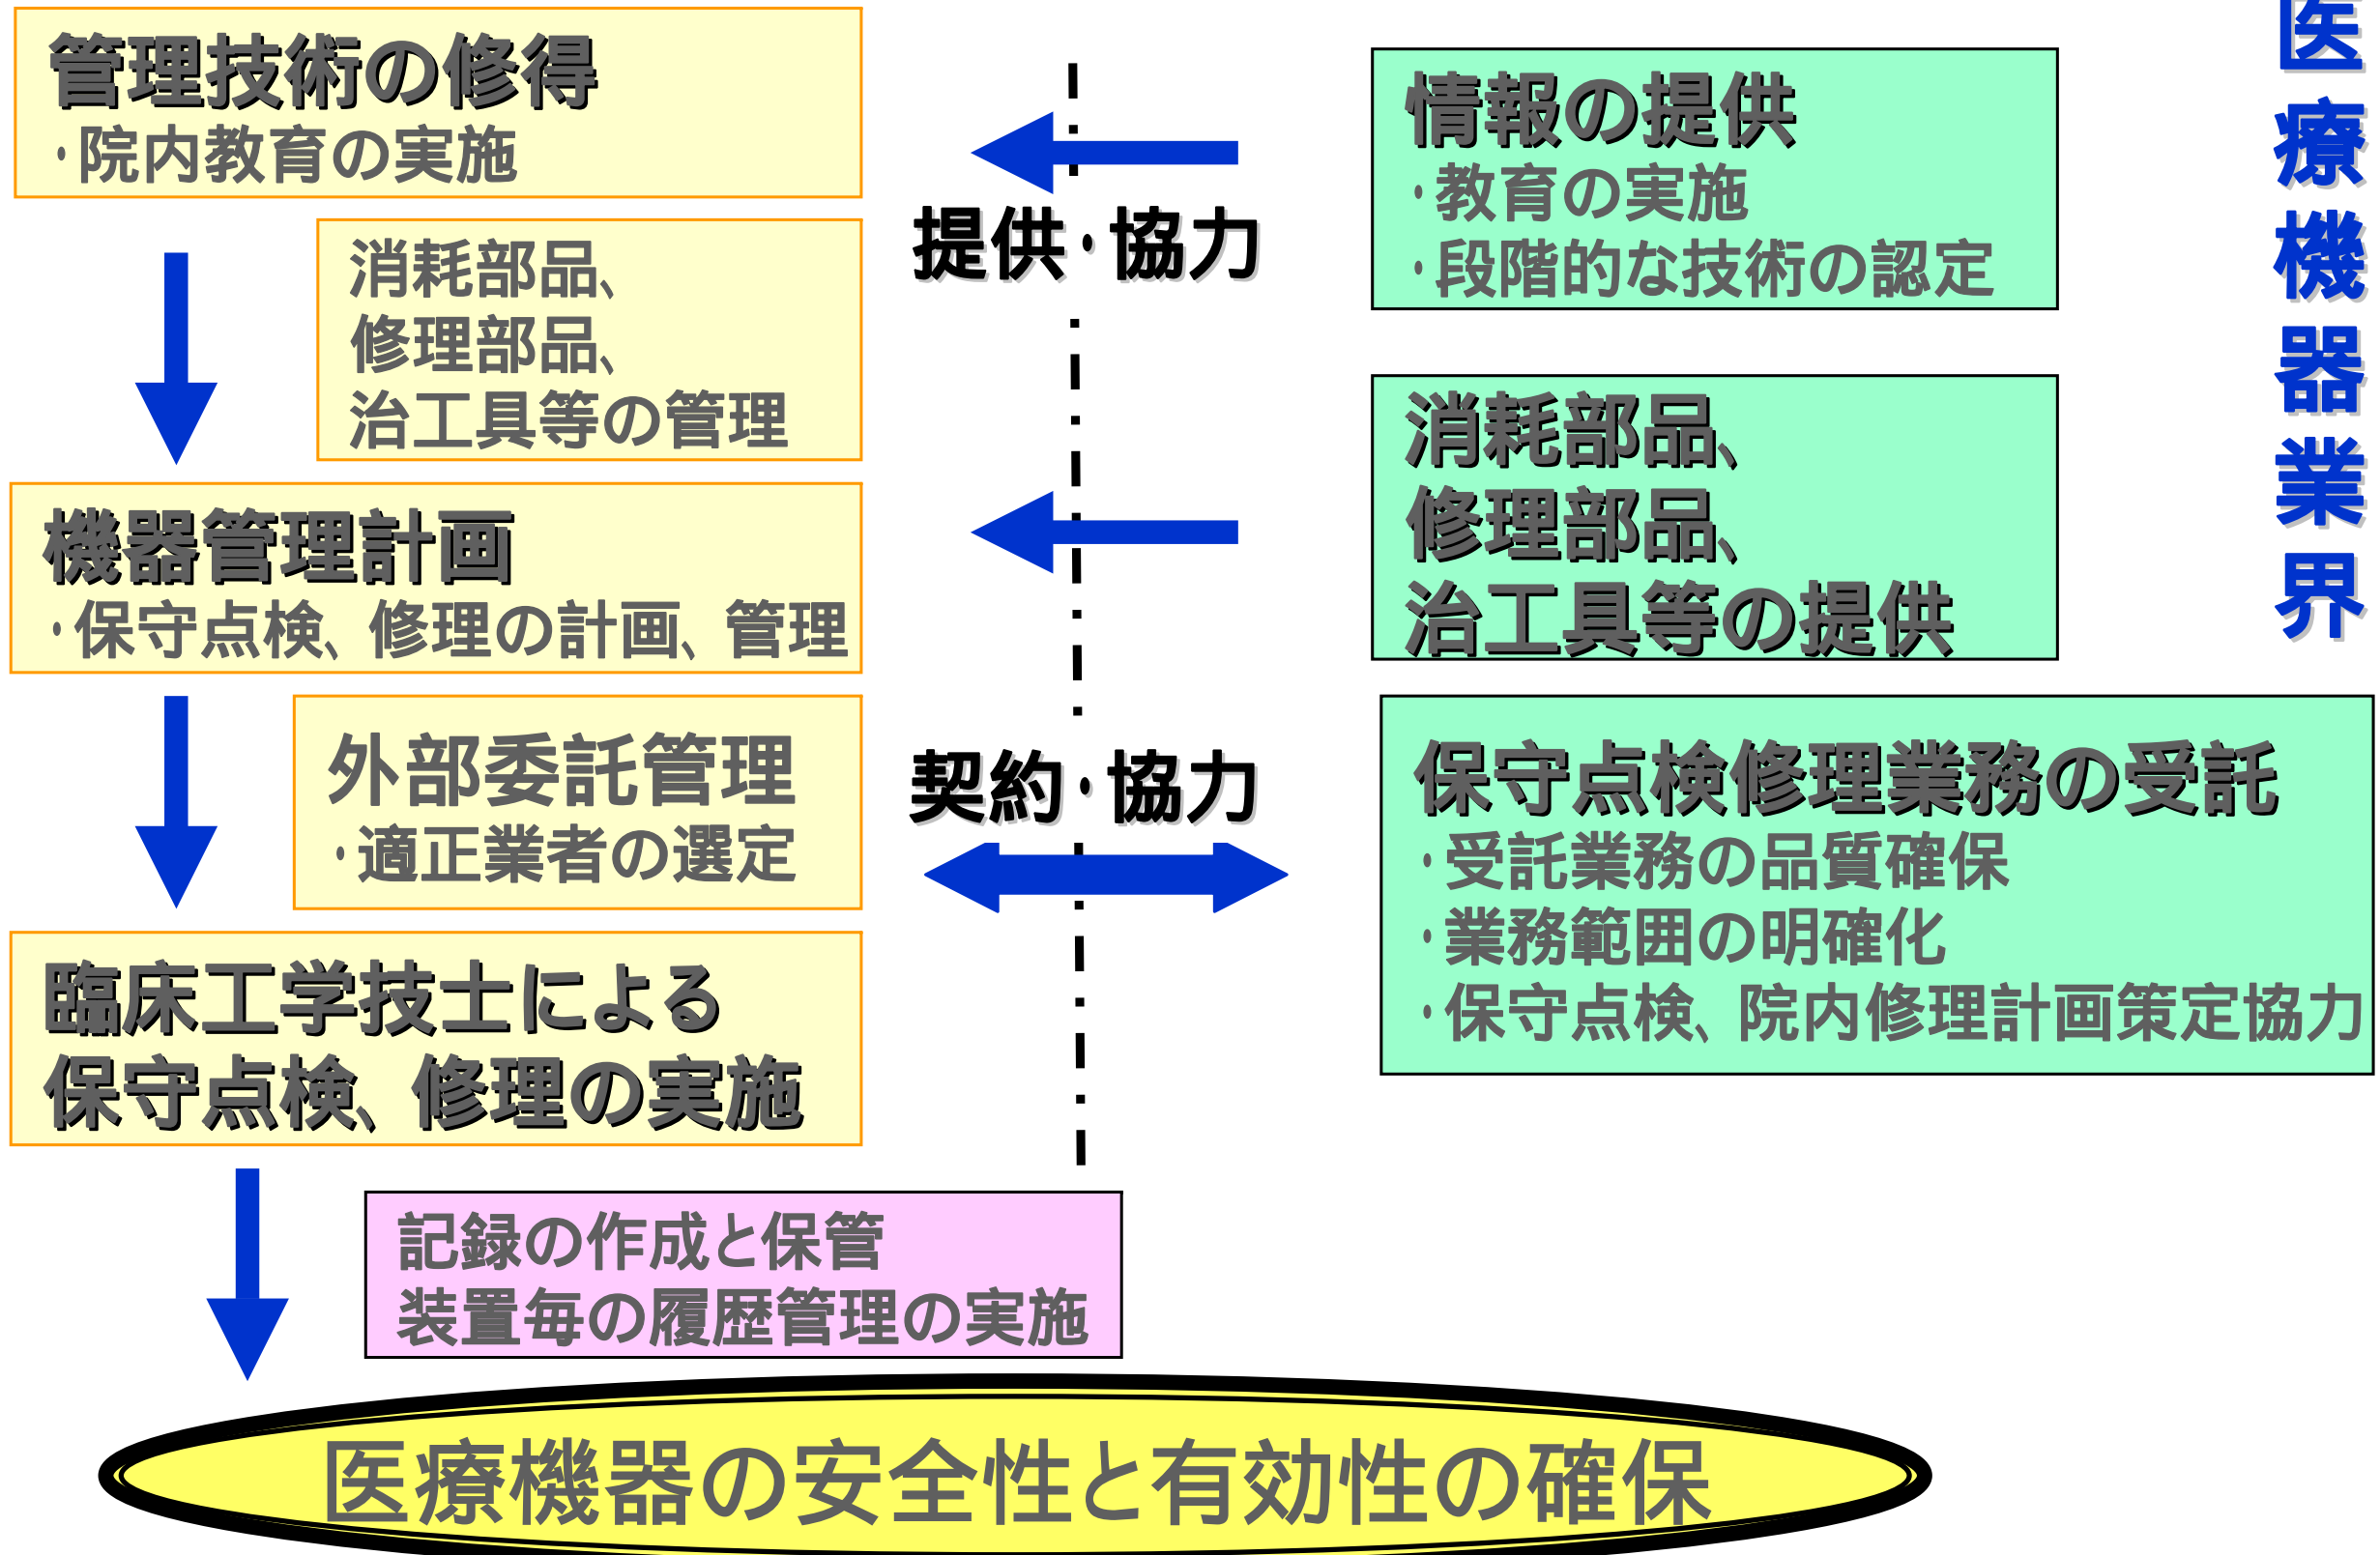 管理技術の修得
・院内教育の実施
消耗部品、
修理部品、
治工具等の管理
機器管理計画
・保守点検、修理の計画、管理
外部委託管理
・適正業者の選定
臨床工学技士による
保守点検、修理の実施
記録の作成と保管
装置毎の履歴管理の実施
提供・協力
契約・協力
情報の提供
・教育の実施
・段階的な技術の設定
消耗部品、
修理部品、
治工具等の提供
保守点検修理業務の受託
・受託業務の品質確保
・業務範囲の明確化
・保守点検、院内修理計画策定協力
医療機器業界
医療機器の安全性と有効性の確保